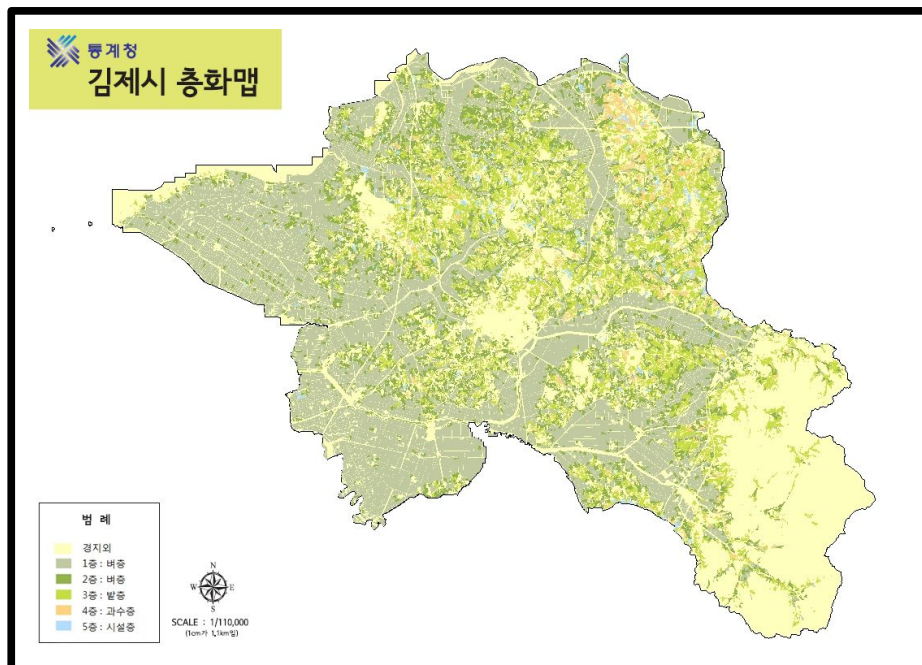 통계청
김제시 층화맵
범 례
경지외
1층 : 벼층
2층 : 벼층
3층 : 밭층
4층 : 과수층
5층 : 시설층
N
W E
S
SCALE : 1/110,000
(1cm가 1.1km임)